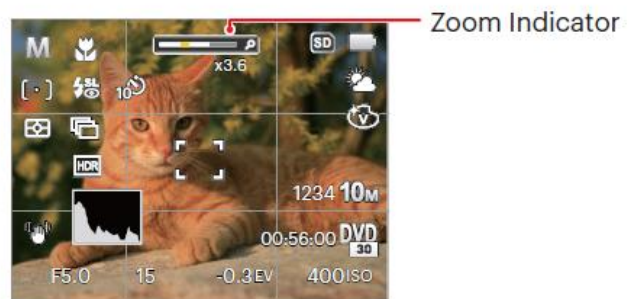 Zoom Indicator
M
SD
x3.6
SL
10
V
HDR
1234 10M
00:56:00 DVD
30
F5.0 15 -0.3EV 400ISO